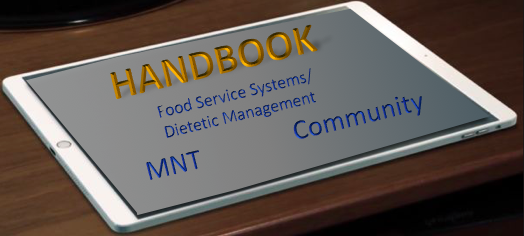 HANDBOOK
Food Service Systems/
Dietetic Management
Community
MNT